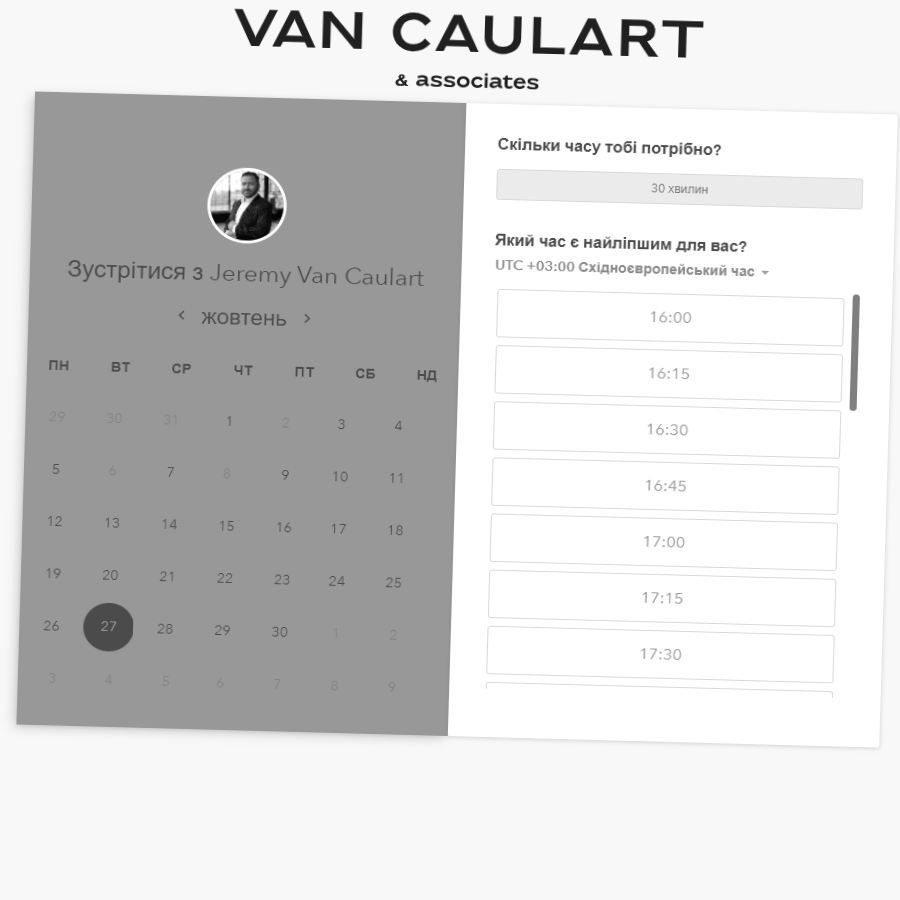 VAN CAULART
& associates
Зустрітися з Jeremy Van Caulart
жовтень
ПН ВТ СР ЧТ ПТ СБ НД
29 30 31 1 2 3 4
5 6 7 8 9 10 11
12 13 14 15 16 17 18
19 20 21 22 23 24 25
26 27 28 29 30 1 2
3 4 5 6 7 8 9
Скільки часу тобі потрібно?
30 хвилин
Який час є найліпшим для вас?
UTC +03:00 Східноєвропейський час
16:00
16:15
16:30
16:45
17:00
17:15
17:30